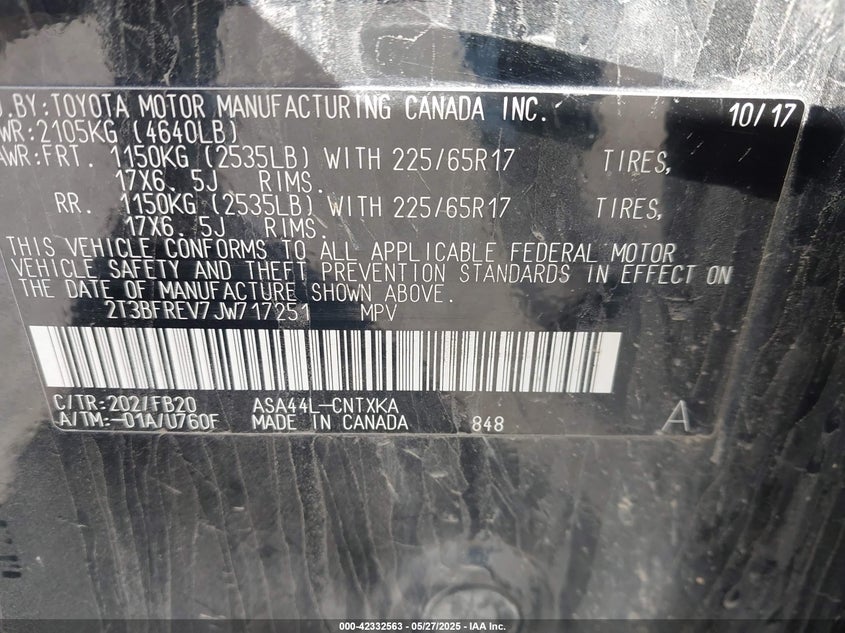 D.BY:TOYOTA MOTOR MANUFACTURING CANADA INC. 10/17
WR:2105KG (4640LB)
AWR:FRT. 1150KG (2535LB) WITH 225/65R17 TIRES,
17X6. 5J RIMS.
RR. 1150KG (2535LB) WITH 225/65R17 TIRES,
17X6. 5J RIMS.
THIS VEHICLE CONFORMS TO ALL APPLICABLE FEDERAL MOTOR
VEHICLE SAFETY AND THEFT PREVENTION STANDARDS IN EFFECT ON
THE DATE OF MANUFACTURE SHOWN ABOVE.
2T3BFREV7JW717251 MPV
C/TR:202/FB20 ASA44L-CNTXKA
A/TM:-01A/U760F MADE IN CANADA 848 A
000-42332563 - 05/27/2025 - IAA Inc.